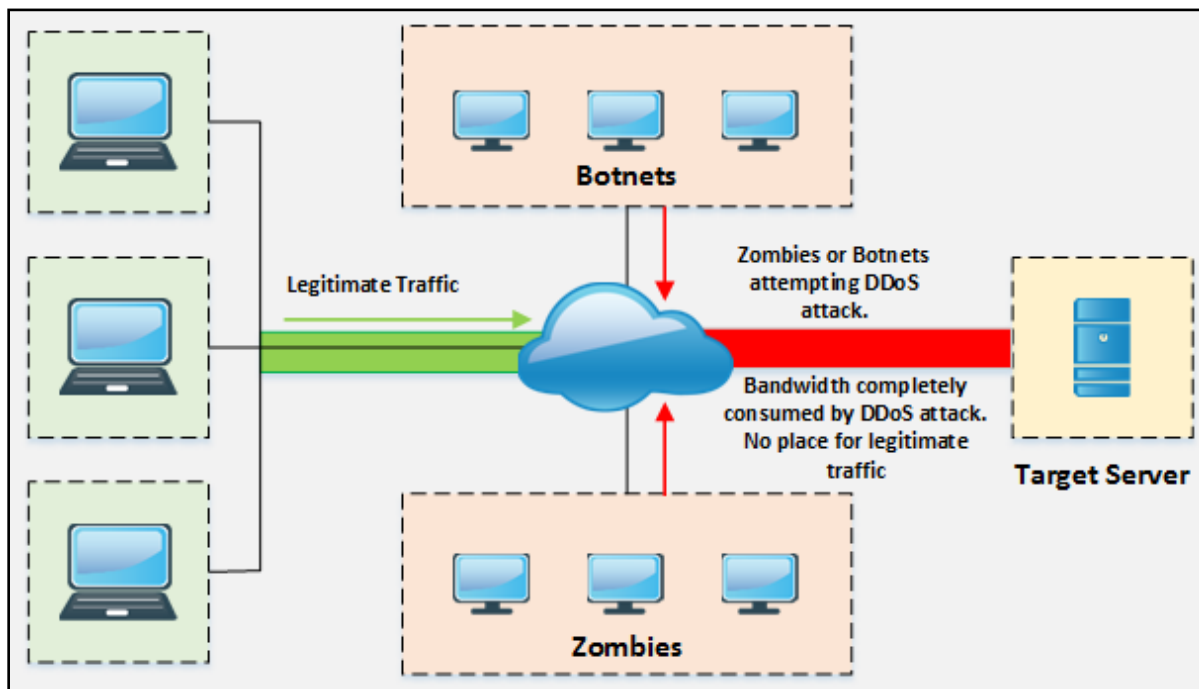 Botnets
Legitimate Traffic
Zombies or Botnets
attempting DDoS
attack.
Bandwidth completely
consumed by DDoS attack.
No place for legitimate
traffic
Target Server
Zombies